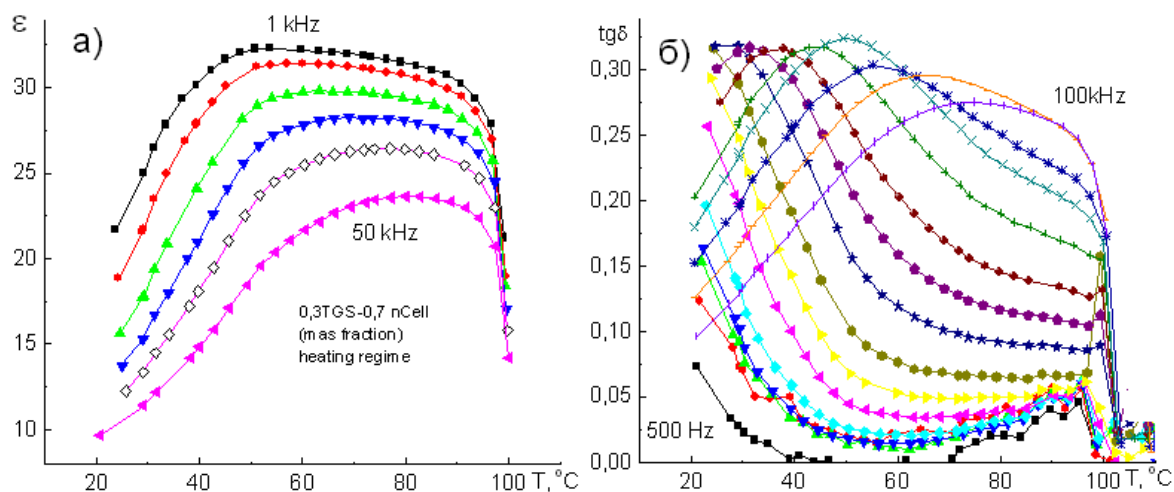 ε
а)
1 kHz
30
25
20
15
10
50 kHz
0,3TGS-0,7 nCell
(mas fraction)
heating regime
20 40 60 80 100 T, °C
tgδ
б)
0,30
0,25
0,20
0,15
0,10
0,05
0,00
100kHz
500 Hz
20 40 60 80 100 T, °C